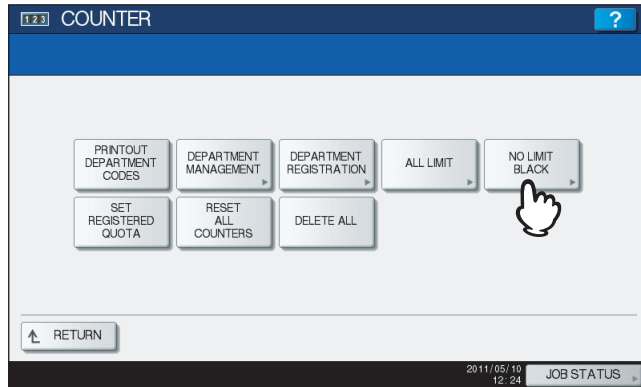 123 COUNTER
?
PRINTOUT
DEPARTMENT
CODES
DEPARTMENT
MANAGEMENT
DEPARTMENT
REGISTRATION
ALL LIMIT
NO LIMIT
BLACK
SET
REGISTERED
QUOTA
RESET
ALL
COUNTERS
DELETE ALL
RETURN
2011/05/10
12:24
JOB STATUS